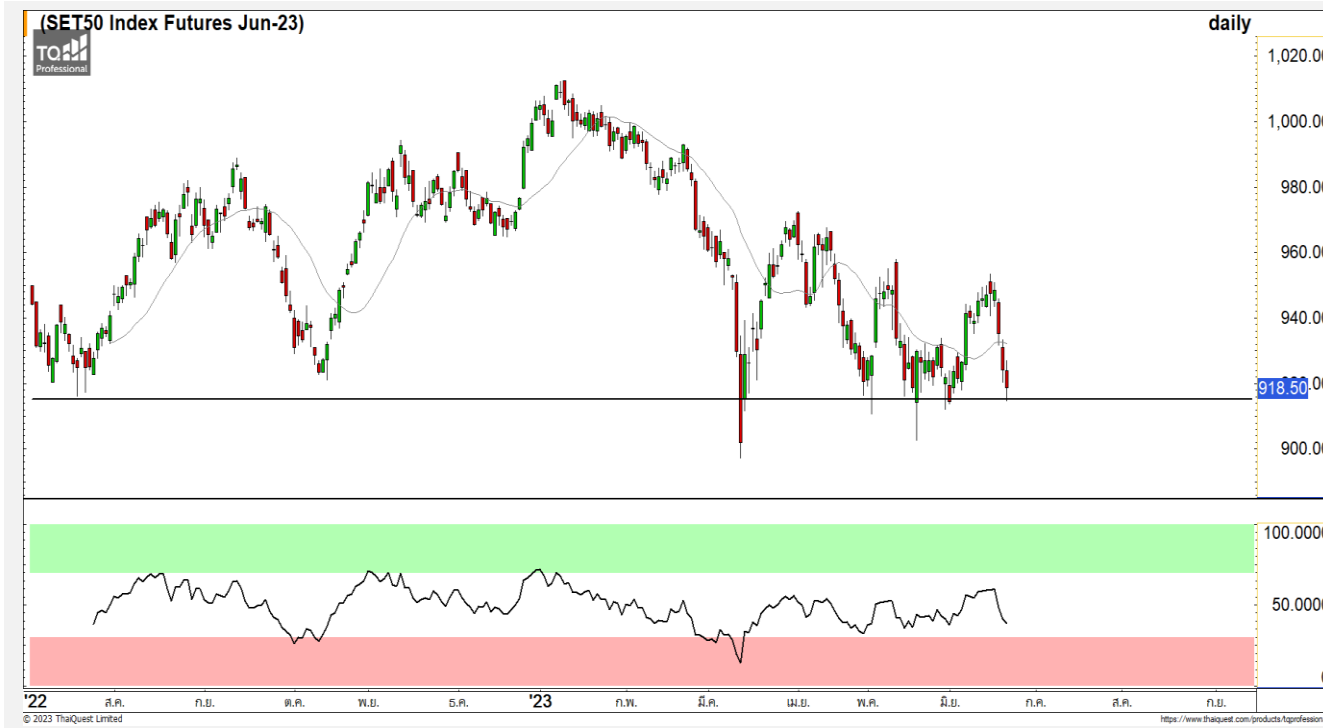 (SET50 Index Futures Jun-23) daily
TQ
Professional
1,020.00
1,000.00
980.00
960.00
940.00
918.50
900.00
100.0000
50.0000
'22 ส.ค. ก.ย. ต.ค. พ.ย. ธ.ค. '23 ก.พ. มี.ค. เม.ย. พ.ค. มิ.ย. ก.ค. ส.ค. ก.ย.
© 2023 ThaiQuest Limited https://www.thaiquest.com/products/tqprofession